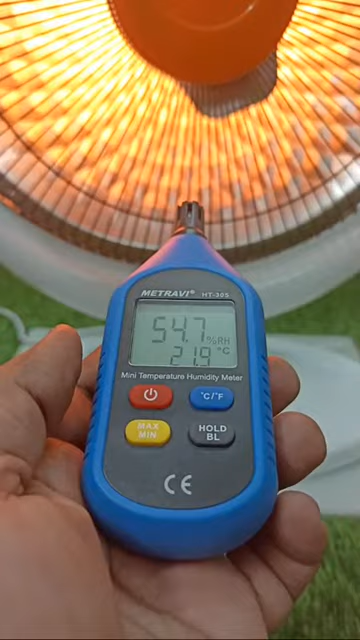 METRAVI® HT-305
54.7 %RH
21.9 °C
Mini Temperature Humidity Meter
°C/°F
MAX
MIN
HOLD
BL
CE